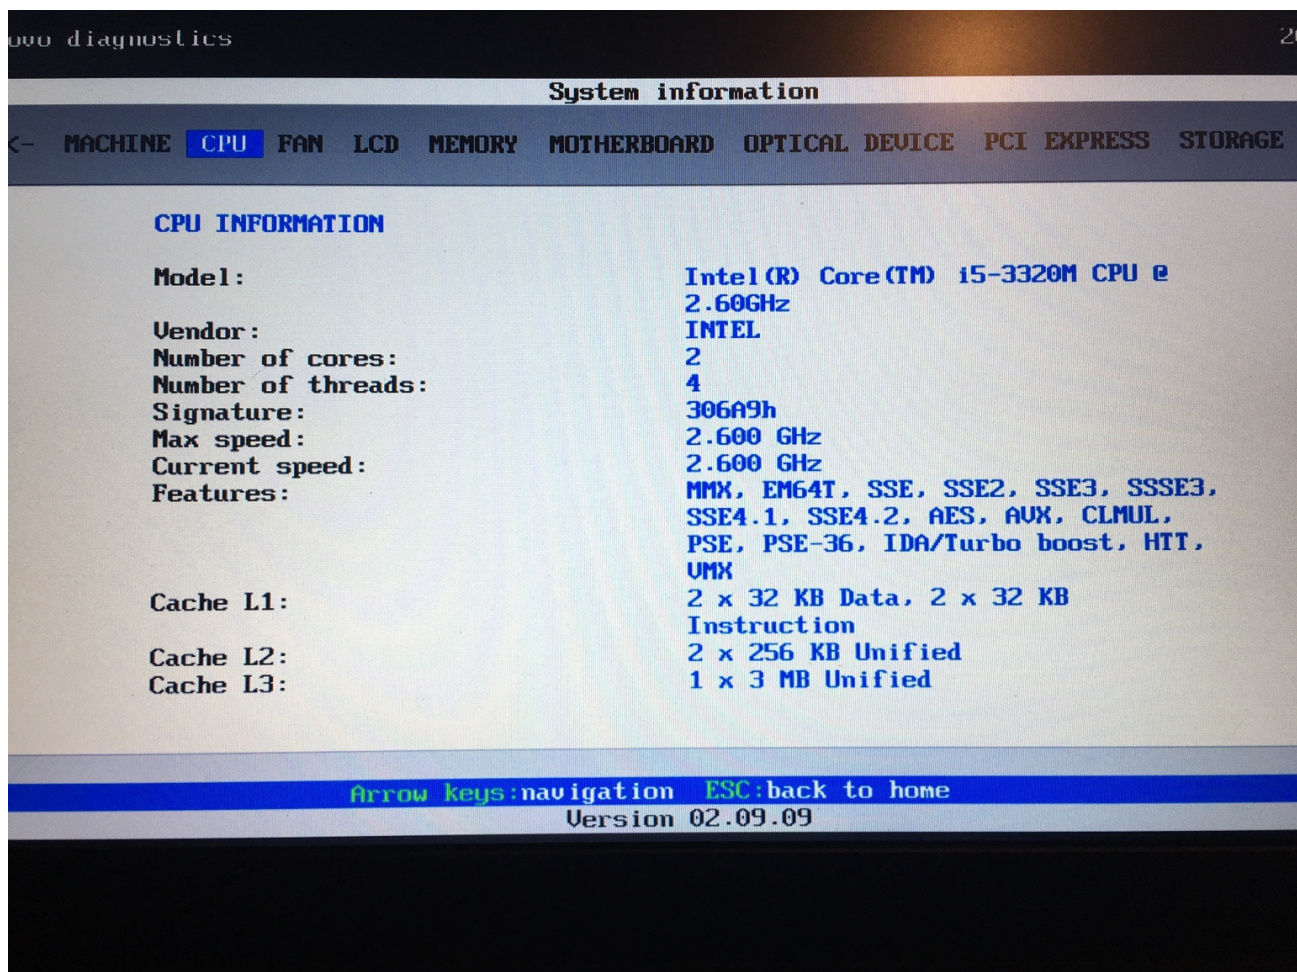 ovo diagnostics
System information
<- MACHINE CPU FAN LCD MEMORY MOTHERBOARD OPTICAL DEVICE PCI EXPRESS STORAGE
CPU INFORMATION
Model: Intel(R) Core(TM) i5-3320M CPU @
2.60GHz
Vendor: INTEL
Number of cores: 2
Number of threads: 4
Signature: 306A9h
Max speed: 2.600 GHz
Current speed: 2.600 GHz
Features: MMX, EM64T, SSE, SSE2, SSE3, SSSE3,
SSE4.1, SSE4.2, AES, AVX, CLMUL,
PSE, PSE-36, IDA/Turbo boost, HTT,
VMX
Cache L1: 2 x 32 KB Data, 2 x 32 KB
Instruction
Cache L2: 2 x 256 KB Unified
Cache L3: 1 x 3 MB Unified
Arrow keys:navigation ESC:back to home
Version 02.09.09